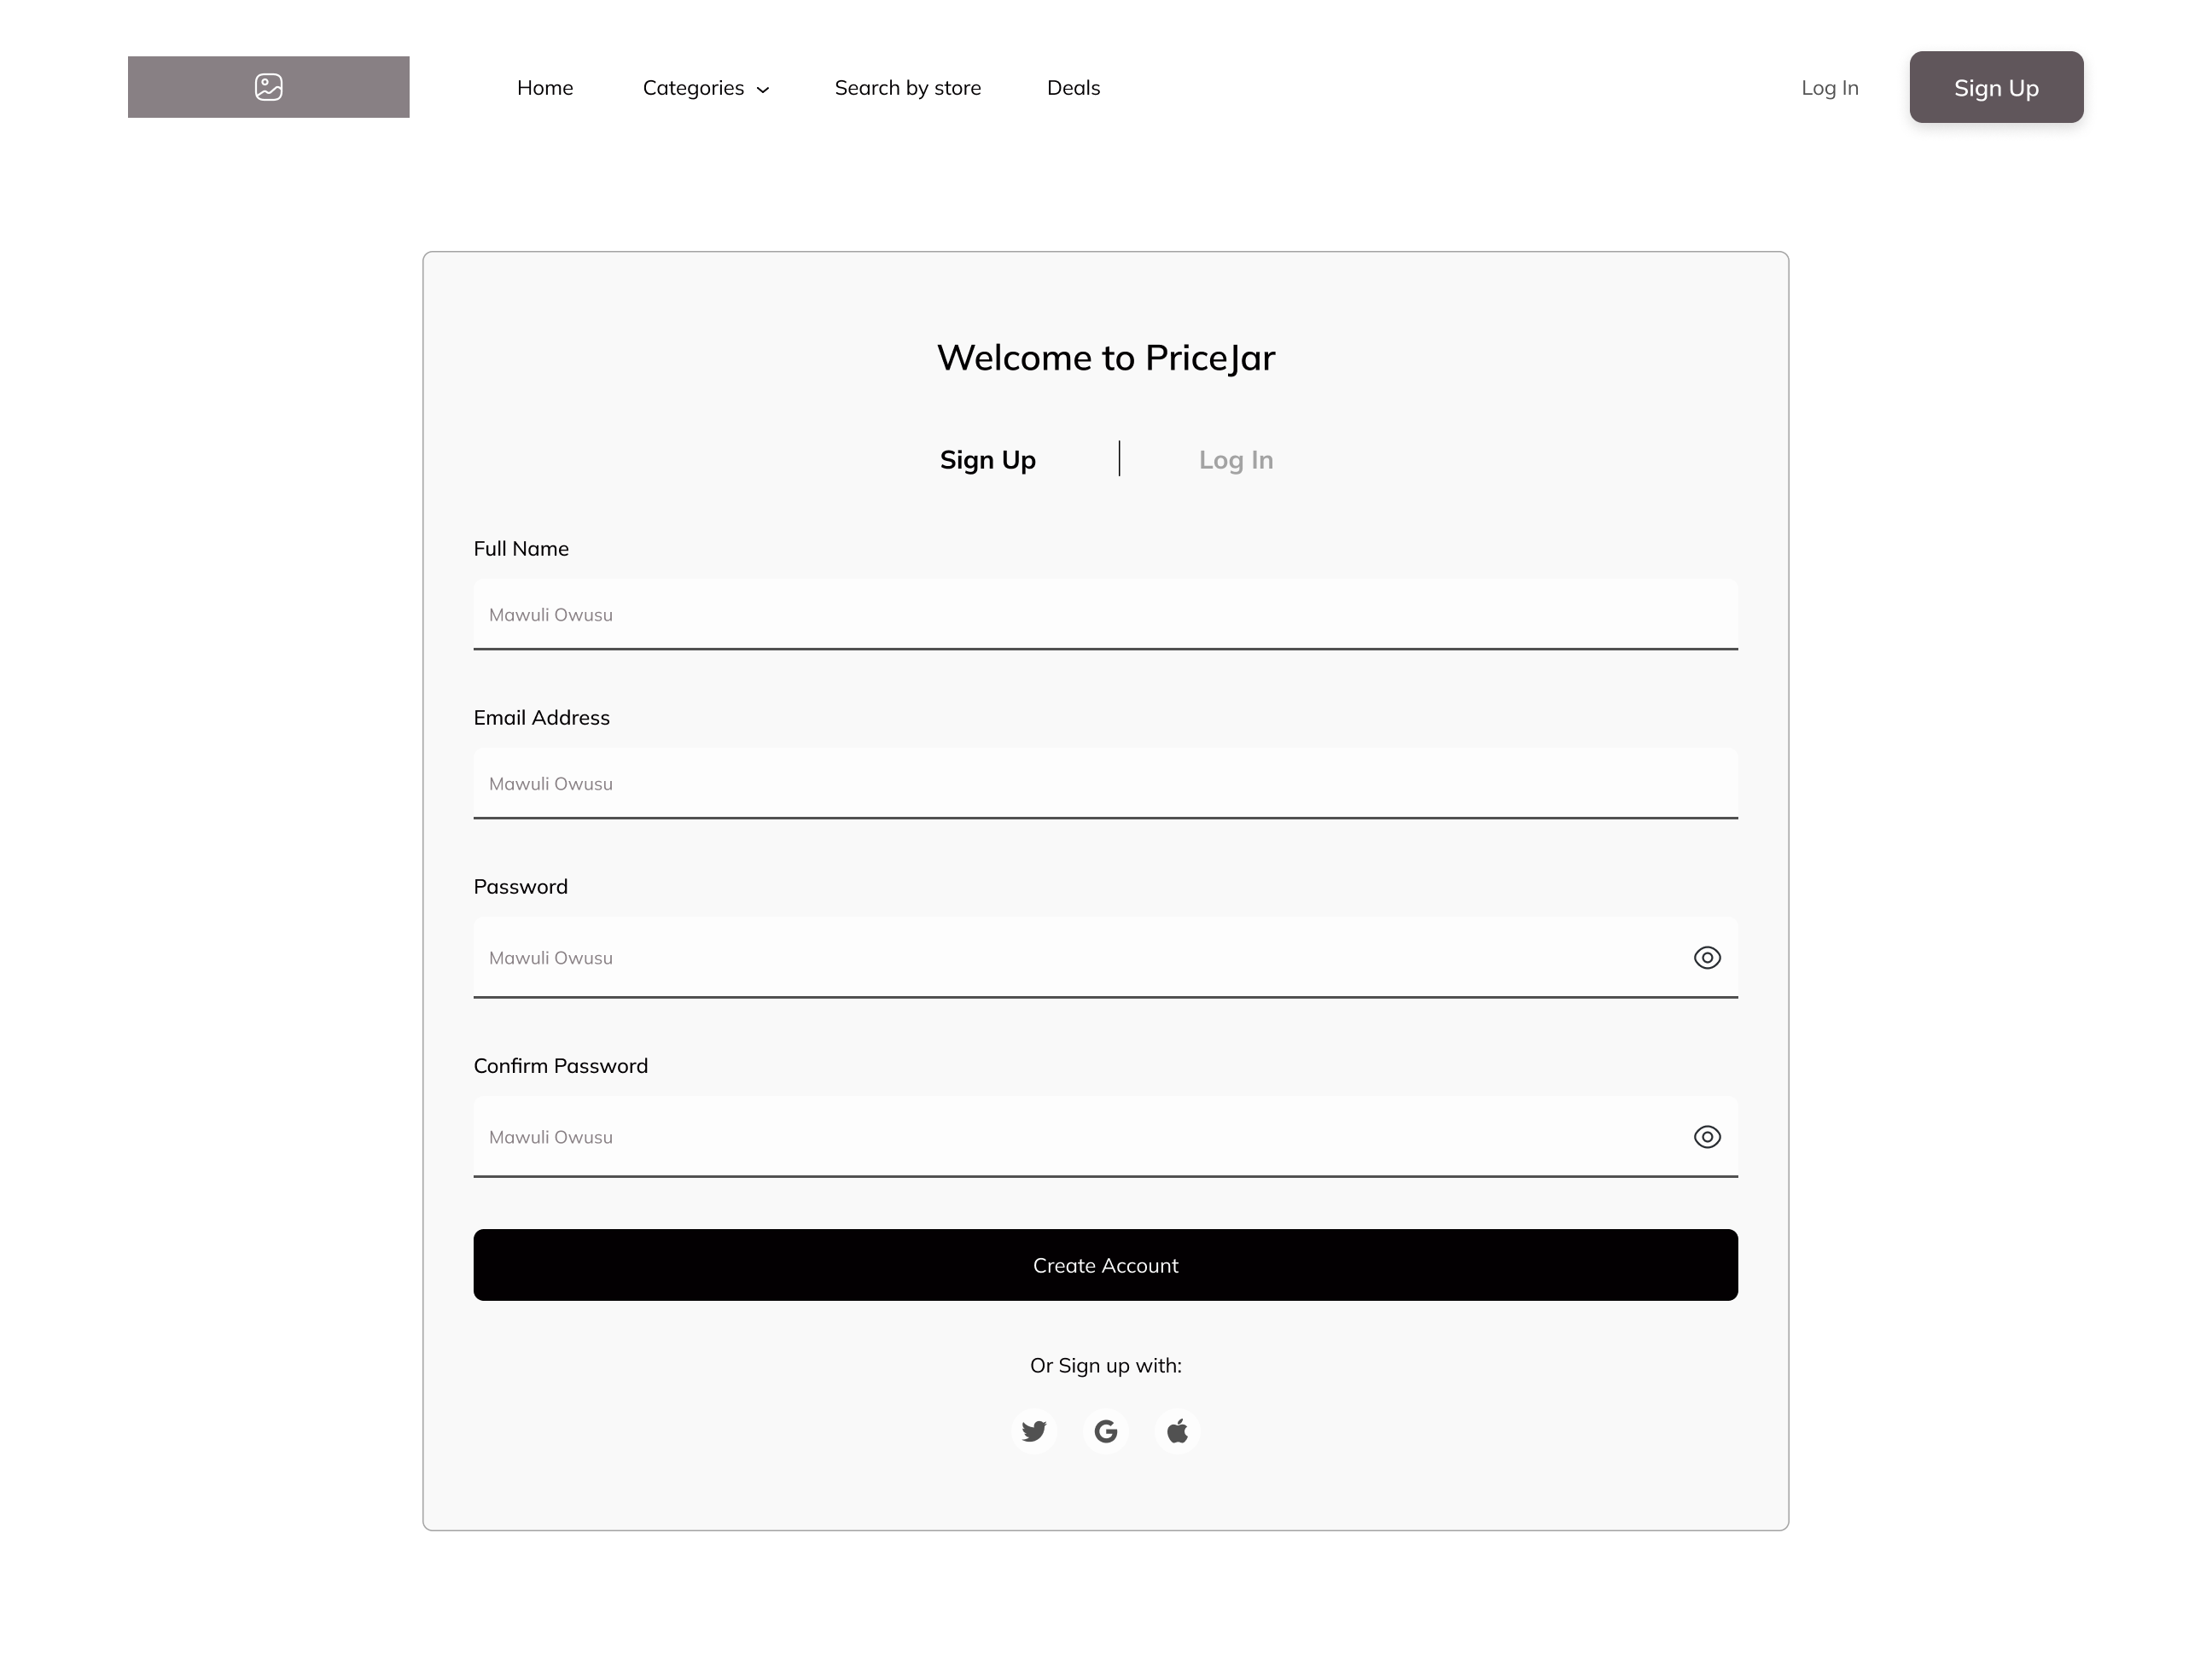 Home Categories Search by store Deals Log In Sign Up
Welcome to PriceJar
Sign Up Log In
Full Name
Mawuli Owusu
Email Address
Mawuli Owusu
Password
Mawuli Owusu
Confirm Password
Mawuli Owusu
Create Account
Or Sign up with: